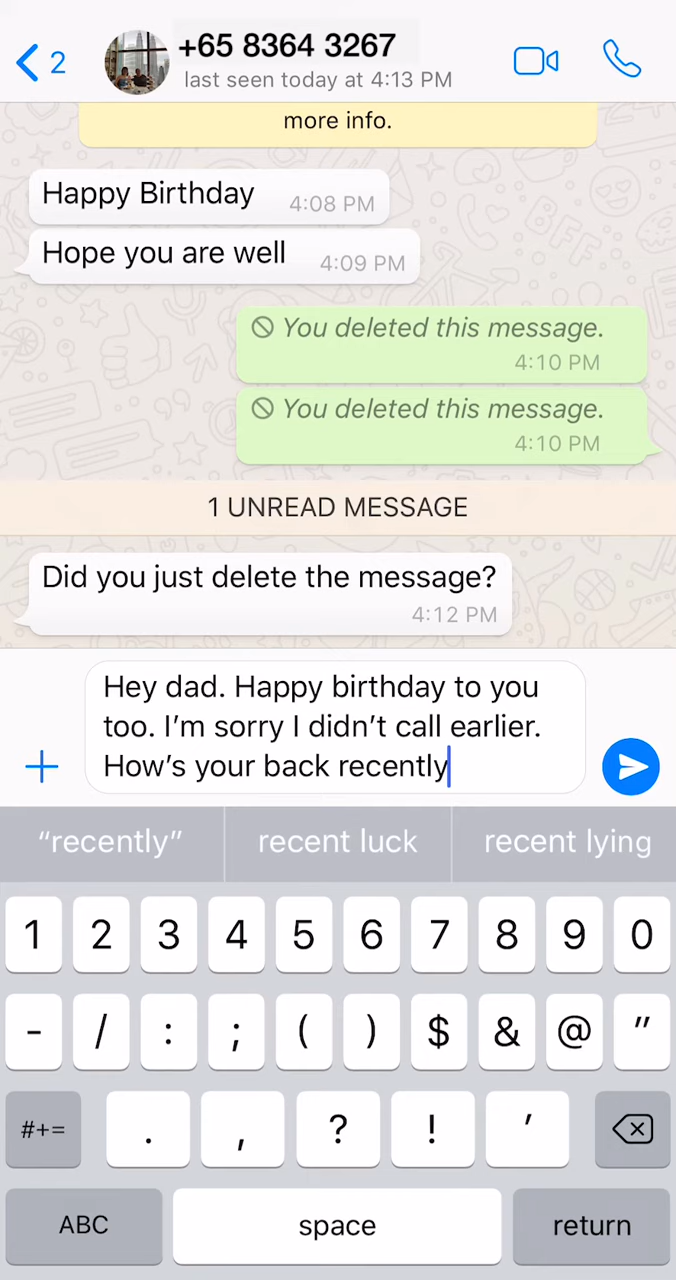 2
+65 8364 3267
last seen today at 4:13 PM
more info.
Happy Birthday 4:08 PM
Hope you are well 4:09 PM
You deleted this message.
4:10 PM
You deleted this message.
4:10 PM
1 UNREAD MESSAGE
Did you just delete the message?
4:12 PM
Hey dad. Happy birthday to you
too. I'm sorry I didn't call earlier.
How's your back recently
“recently” recent luck recent lying
1 2 3 4 5 6 7 8 9 0
- / : ; ( ) $ & @ "
#+= . , ? ! '
ABC space return